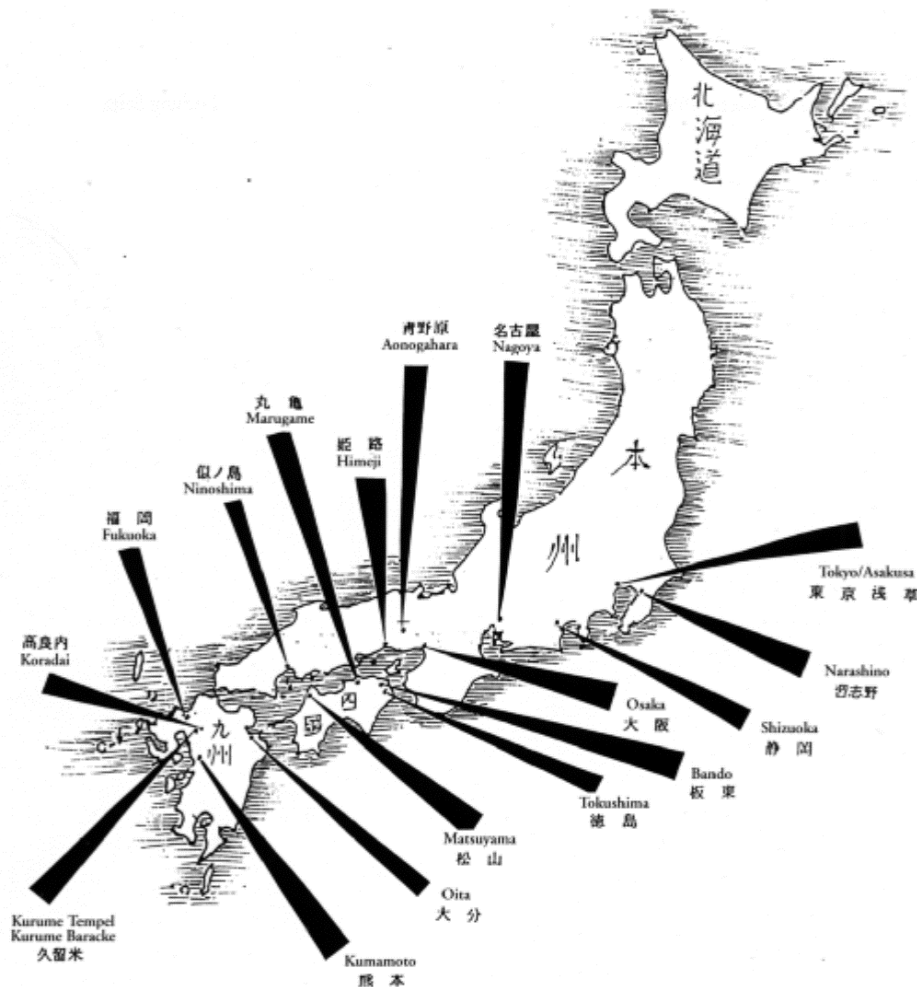 北海道
青野原
Aonogahara
名古屋
Nagoya
丸亀
Marugame
姫路
Himeji
似ノ島
Ninoshima
福岡
Fukuoka
高良内
Koradai
本州
四
九州
Tokyo/Asakusa
東京浅草
Narashino
習志野
Shizuoka
静岡
Osaka
大阪
Bando
板東
Tokushima
徳島
Matsuyama
松山
Oita
大分
Kumamoto
熊本
Kurume Tempel
Kurume Baracke
久留米